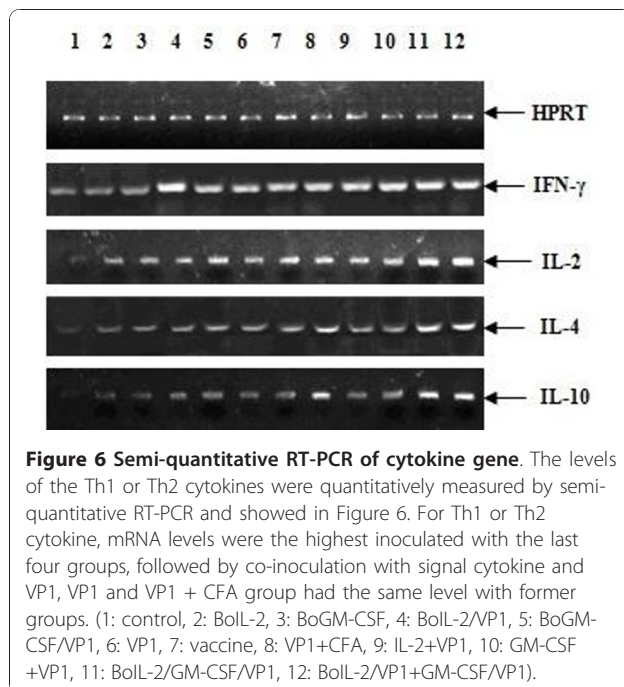 1 2 3 4 5 6 7 8 9 10 11 12
HPRT
IFN-γ
IL-2
IL-4
IL-10
Figure 6 Semi-quantitative RT-PCR of cytokine gene. The levels
of the Th1 or Th2 cytokines were quantitatively measured by semi-
quantitative RT-PCR and showed in Figure 6. For Th1 or Th2
cytokine, mRNA levels were the highest inoculated with the last
four groups, followed by co-inoculation with signal cytokine and
VP1, VP1 and VP1 + CFA group had the same level with former
groups. (1: control, 2: BoIL-2, 3: BoGM-CSF, 4: BoIL-2/VP1, 5: BoGM-
CSF/VP1, 6: VP1, 7: vaccine, 8: VP1+CFA, 9: IL-2+VP1, 10: GM-CSF
+VP1, 11: BoIL-2/GM-CSF/VP1, 12: BoIL-2/VP1+GM-CSF/VP1).